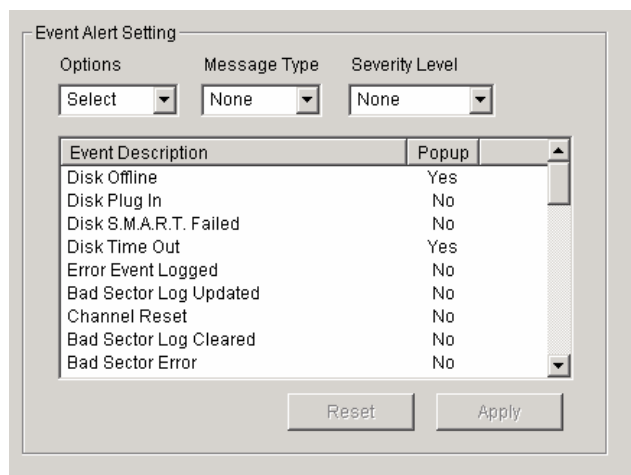 Event Alert Setting
Options Message Type Severity Level
Select None None
Event Description Popup
Disk Offline Yes
Disk Plug In No
Disk S.M.A.R.T. Failed No
Disk Time Out Yes
Error Event Logged No
Bad Sector Log Updated No
Channel Reset No
Bad Sector Log Cleared No
Bad Sector Error No
Reset Apply